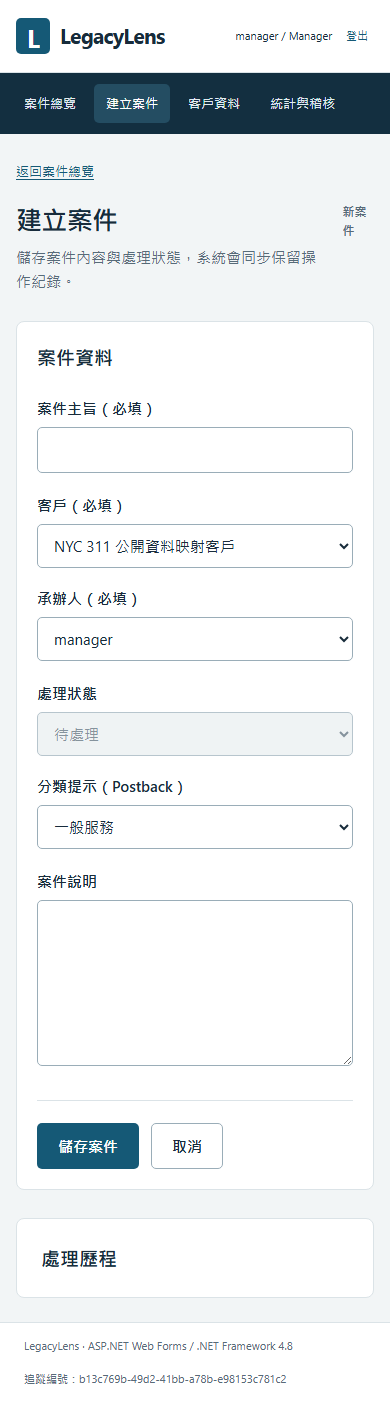 L LegacyLens
manager / Manager 登出
案件總覽 建立案件 客戶資料 統計與稽核
返回案件總覽
建立案件
新案
件
儲存案件內容與處理狀態，系統會同步保留操
作紀錄。
案件資料
案件主旨（必填）
客戶（必填）
NYC 311 公開資料映射客戶
承辦人（必填）
manager
處理狀態
待處理
分類提示（Postback）
一般服務
案件說明
儲存案件 取消
處理歷程
LegacyLens · ASP.NET Web Forms / .NET Framework 4.8
追蹤編號：b13c769b-49d2-41bb-a78b-e98153c781c2